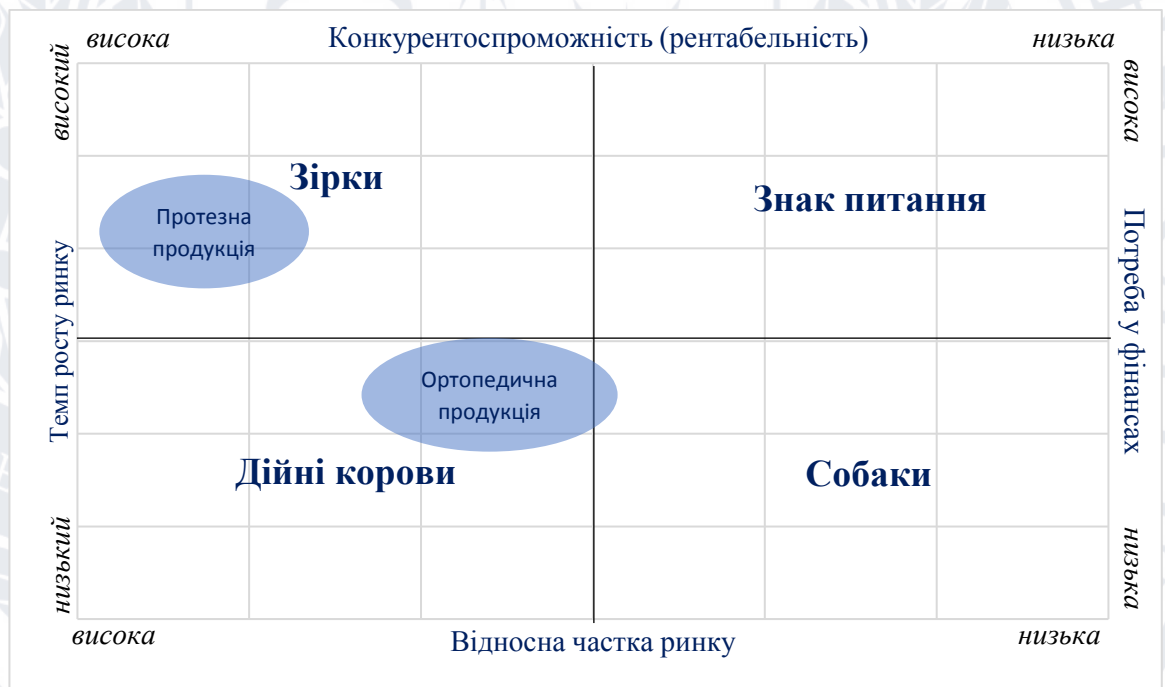 висока
Конкурентоспроможність (рентабельність)
низька
високий
висока
Зірки
Знак питання
Протезна
продукція
Темп росту ринку
Потреба у фінансах
Ортопедична
продукція
Дійні корови
Собаки
низький
низька
висока
Відносна частка ринку
низька